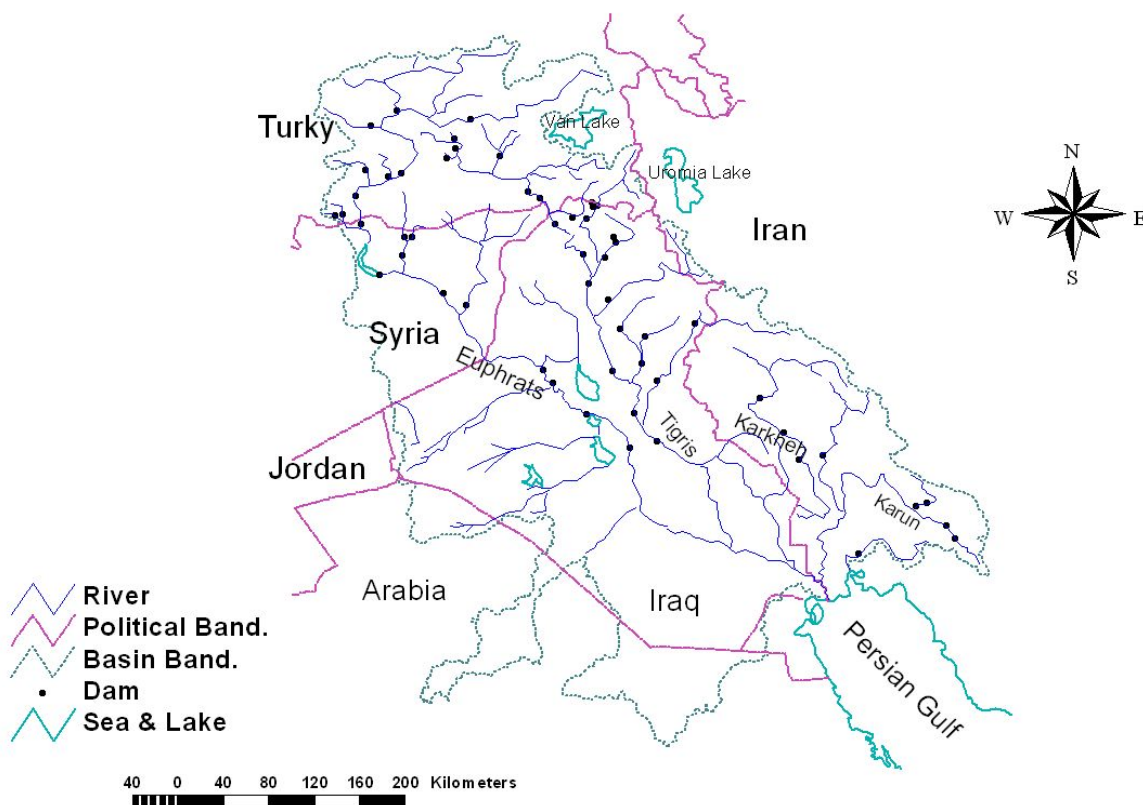 Turky
Van Lake
Uromia Lake
Iran
N
W
E
S
Syria
Euphrats
Tigris
Karkheh
Jordan
Karun
Arabia
Iraq
Persian Gulf
River
Political Band.
Basin Band.
Dam
Sea & Lake
40 0 40 80 120 160 200 Kilometers